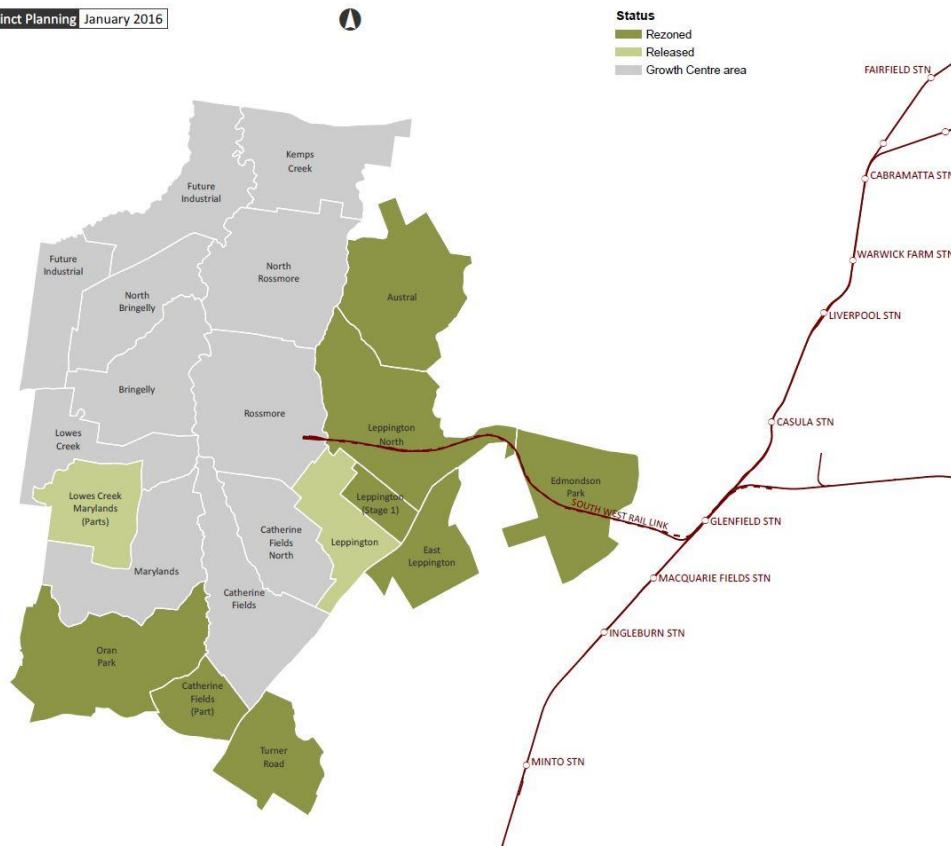 inct Planning January 2016
Status
Rezoned
Released
Growth Centre area
FAIRFIELD STN
CABRAMATTA STN
WARWICK FARM STN
LIVERPOOL STN
CASULA STN
GLENFIELD STN
MACQUARIE FIELDS STN
INGLEBURN STN
MINTO STN
SOUTH WEST RAIL LINK
Kemps
Creek
Future
Industrial
Future
Industrial
North
Rossmore
Austral
North
Bringelly
Bringelly
Rossmore
Leppington
North
Lowes
Creek
Edmondson
Park
Lowes Creek
Marylands
(Parts)
Leppington
(Stage 1)
Leppington
Catherine
Fields
North
East
Leppington
Marylands
Catherine
Fields
Oran
Park
Catherine
Fields
(Part)
Turner
Road